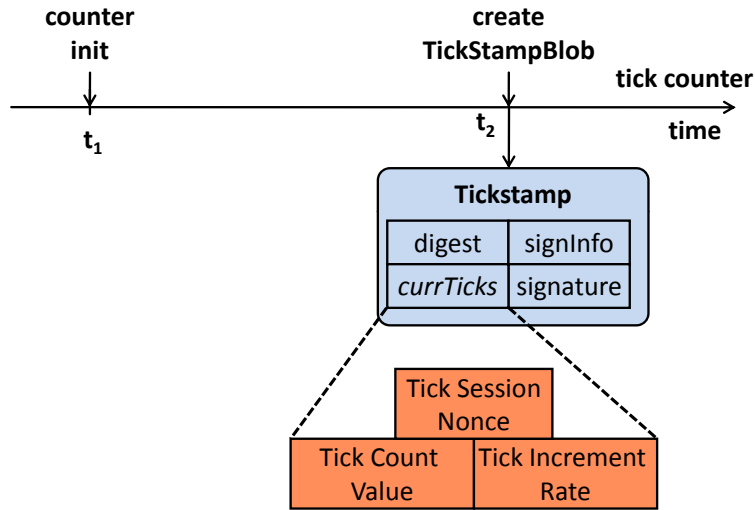 counter
init
create
TickStampBlob
tick counter
t1
t2
time
Tickstamp
digest
signInfo
currTicks
signature
Tick Session
Nonce
Tick Count
Value
Tick Increment
Rate